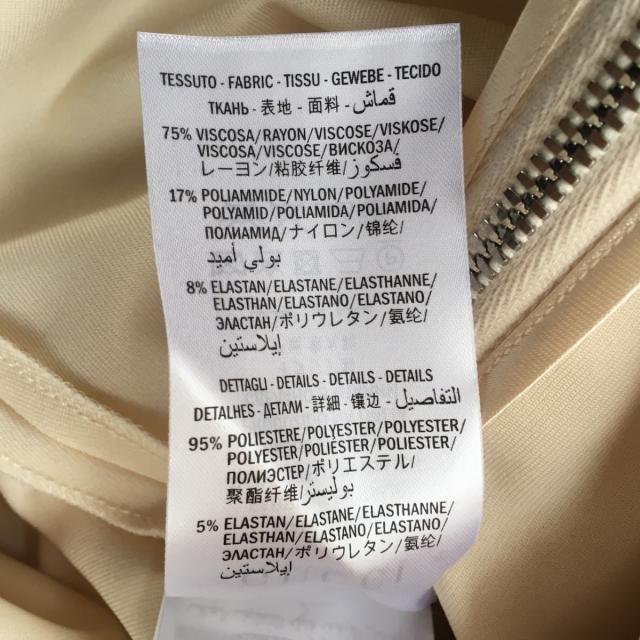 TESSUTO - FABRIC - TISSU - GEWEBE - TECIDO
ТКАНЬ - 表地 - 面料 - قماش
75% VISCOSA/RAYON/VISCOSE/VISKOSE/
VISCOSA/VISCOSE/ВИСКОЗА/
レーヨン/粘胶纤维/فسكوز
17% POLIAMMIDE/NYLON/POLYAMIDE/
POLYAMID/POLIAMIDA/POLIAMIDA/
ПОЛИАМИД/ナイロン/锦纶/
بولي أميد
8% ELASTAN/ELASTANE/ELASTHANNE/
ELASTHAN/ELASTANO/ELASTANO/
ЭЛАСТАН/ポリウレタン/氨纶/
إيلاستين
DETTAGLI - DETAILS - DETAILS - DETAILS
DETALHES - ДЕТАЛИ - 詳細 - 镶边 - التفاصيل
95% POLIESTERE/POLYESTER/POLYESTER/
POLYESTER/POLIÉSTER/POLIESTER/
ПОЛИЭСТЕР/ポリエステル/
聚酯纤维/بوليستر
5% ELASTAN/ELASTANE/ELASTHANNE/
ELASTHAN/ELASTANO/ELASTANO/
ЭЛАСТАН/ポリウレタン/氨纶/
إيلاستين